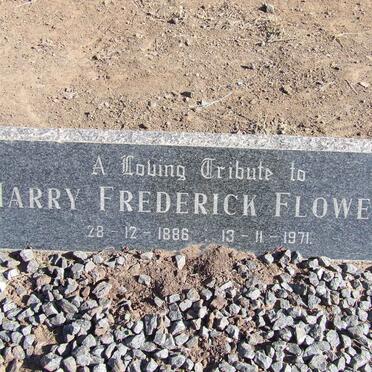 A Loving Tribute to
HARRY FREDERICK FLOWE
28-12-1886 13-11-1971.